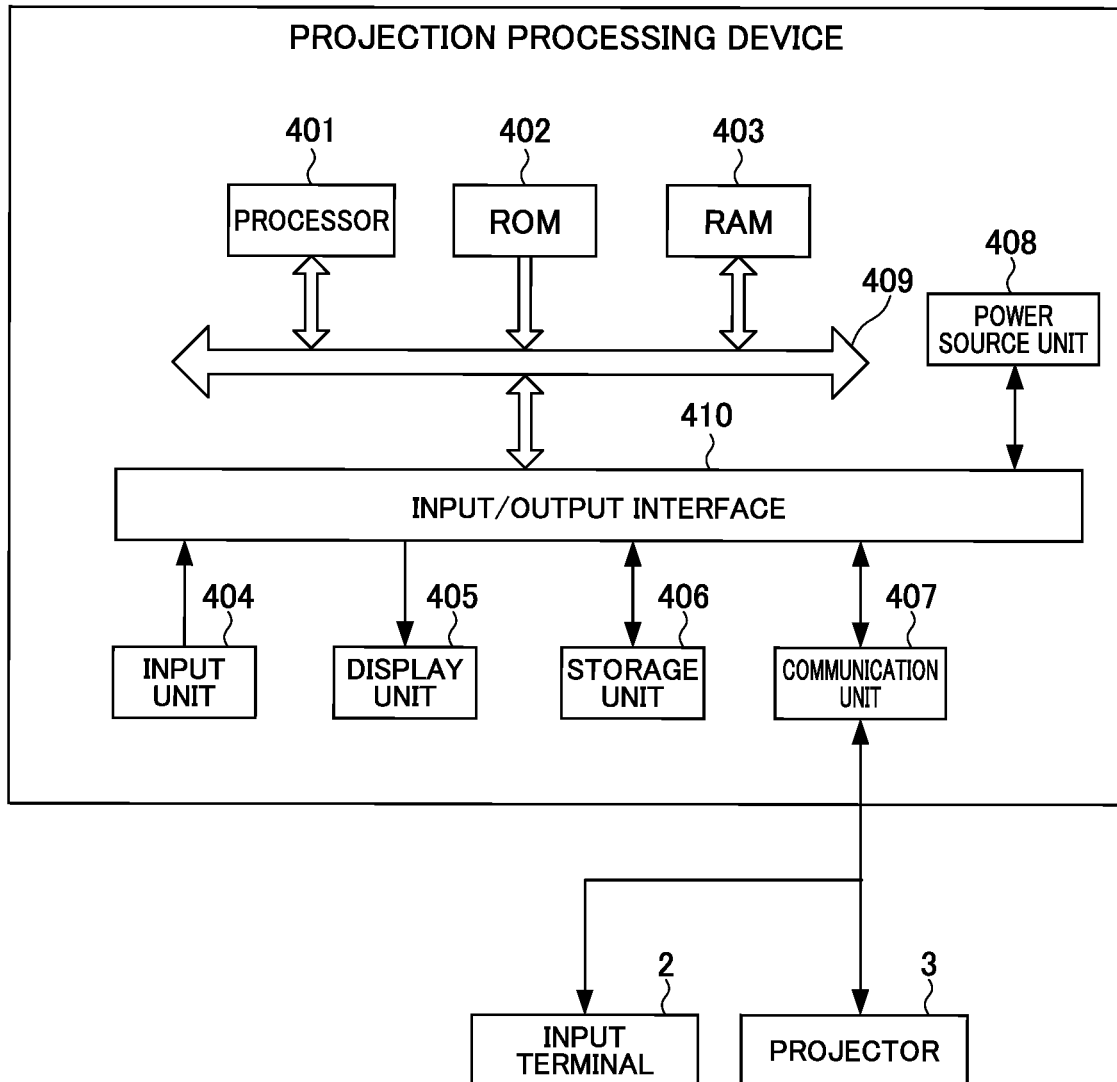 PROJECTION PROCESSING DEVICE
401
402
403
PROCESSOR
ROM
RAM
408
409
POWER
SOURCE UNIT
410
INPUT/OUTPUT INTERFACE
404
405
406
407
INPUT
UNIT
DISPLAY
UNIT
STORAGE
UNIT
COMMUNICATION
UNIT
2
3
INPUT
TERMINAL
PROJECTOR